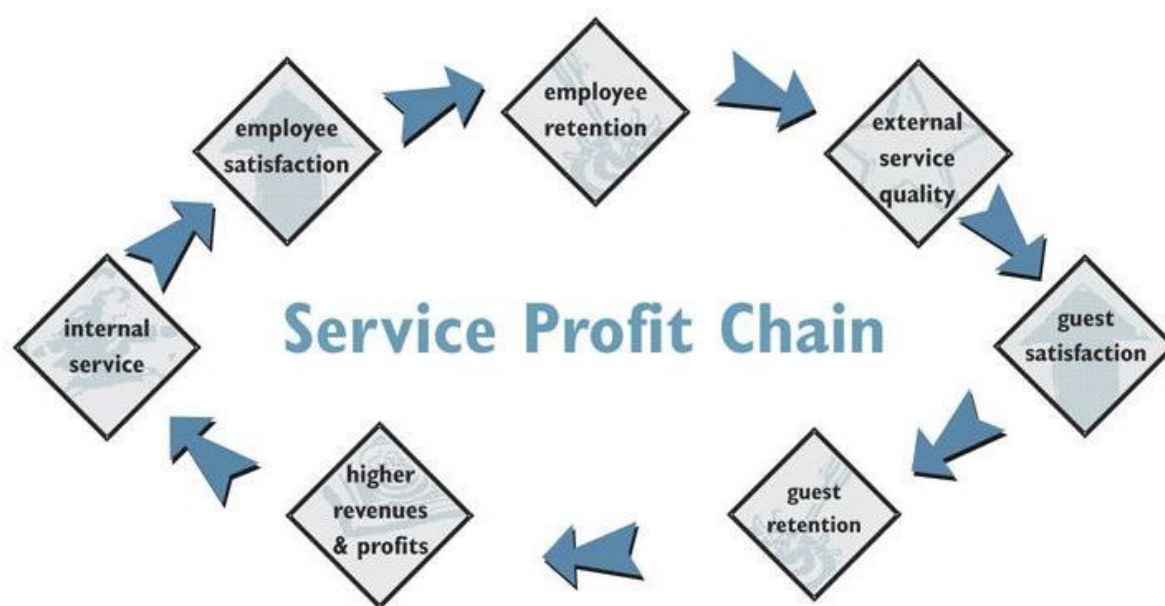 employee
satisfaction
employee
retention
external
service
quality
internal
service
Service Profit Chain
guest
satisfaction
higher
revenues
& profits
guest
retention